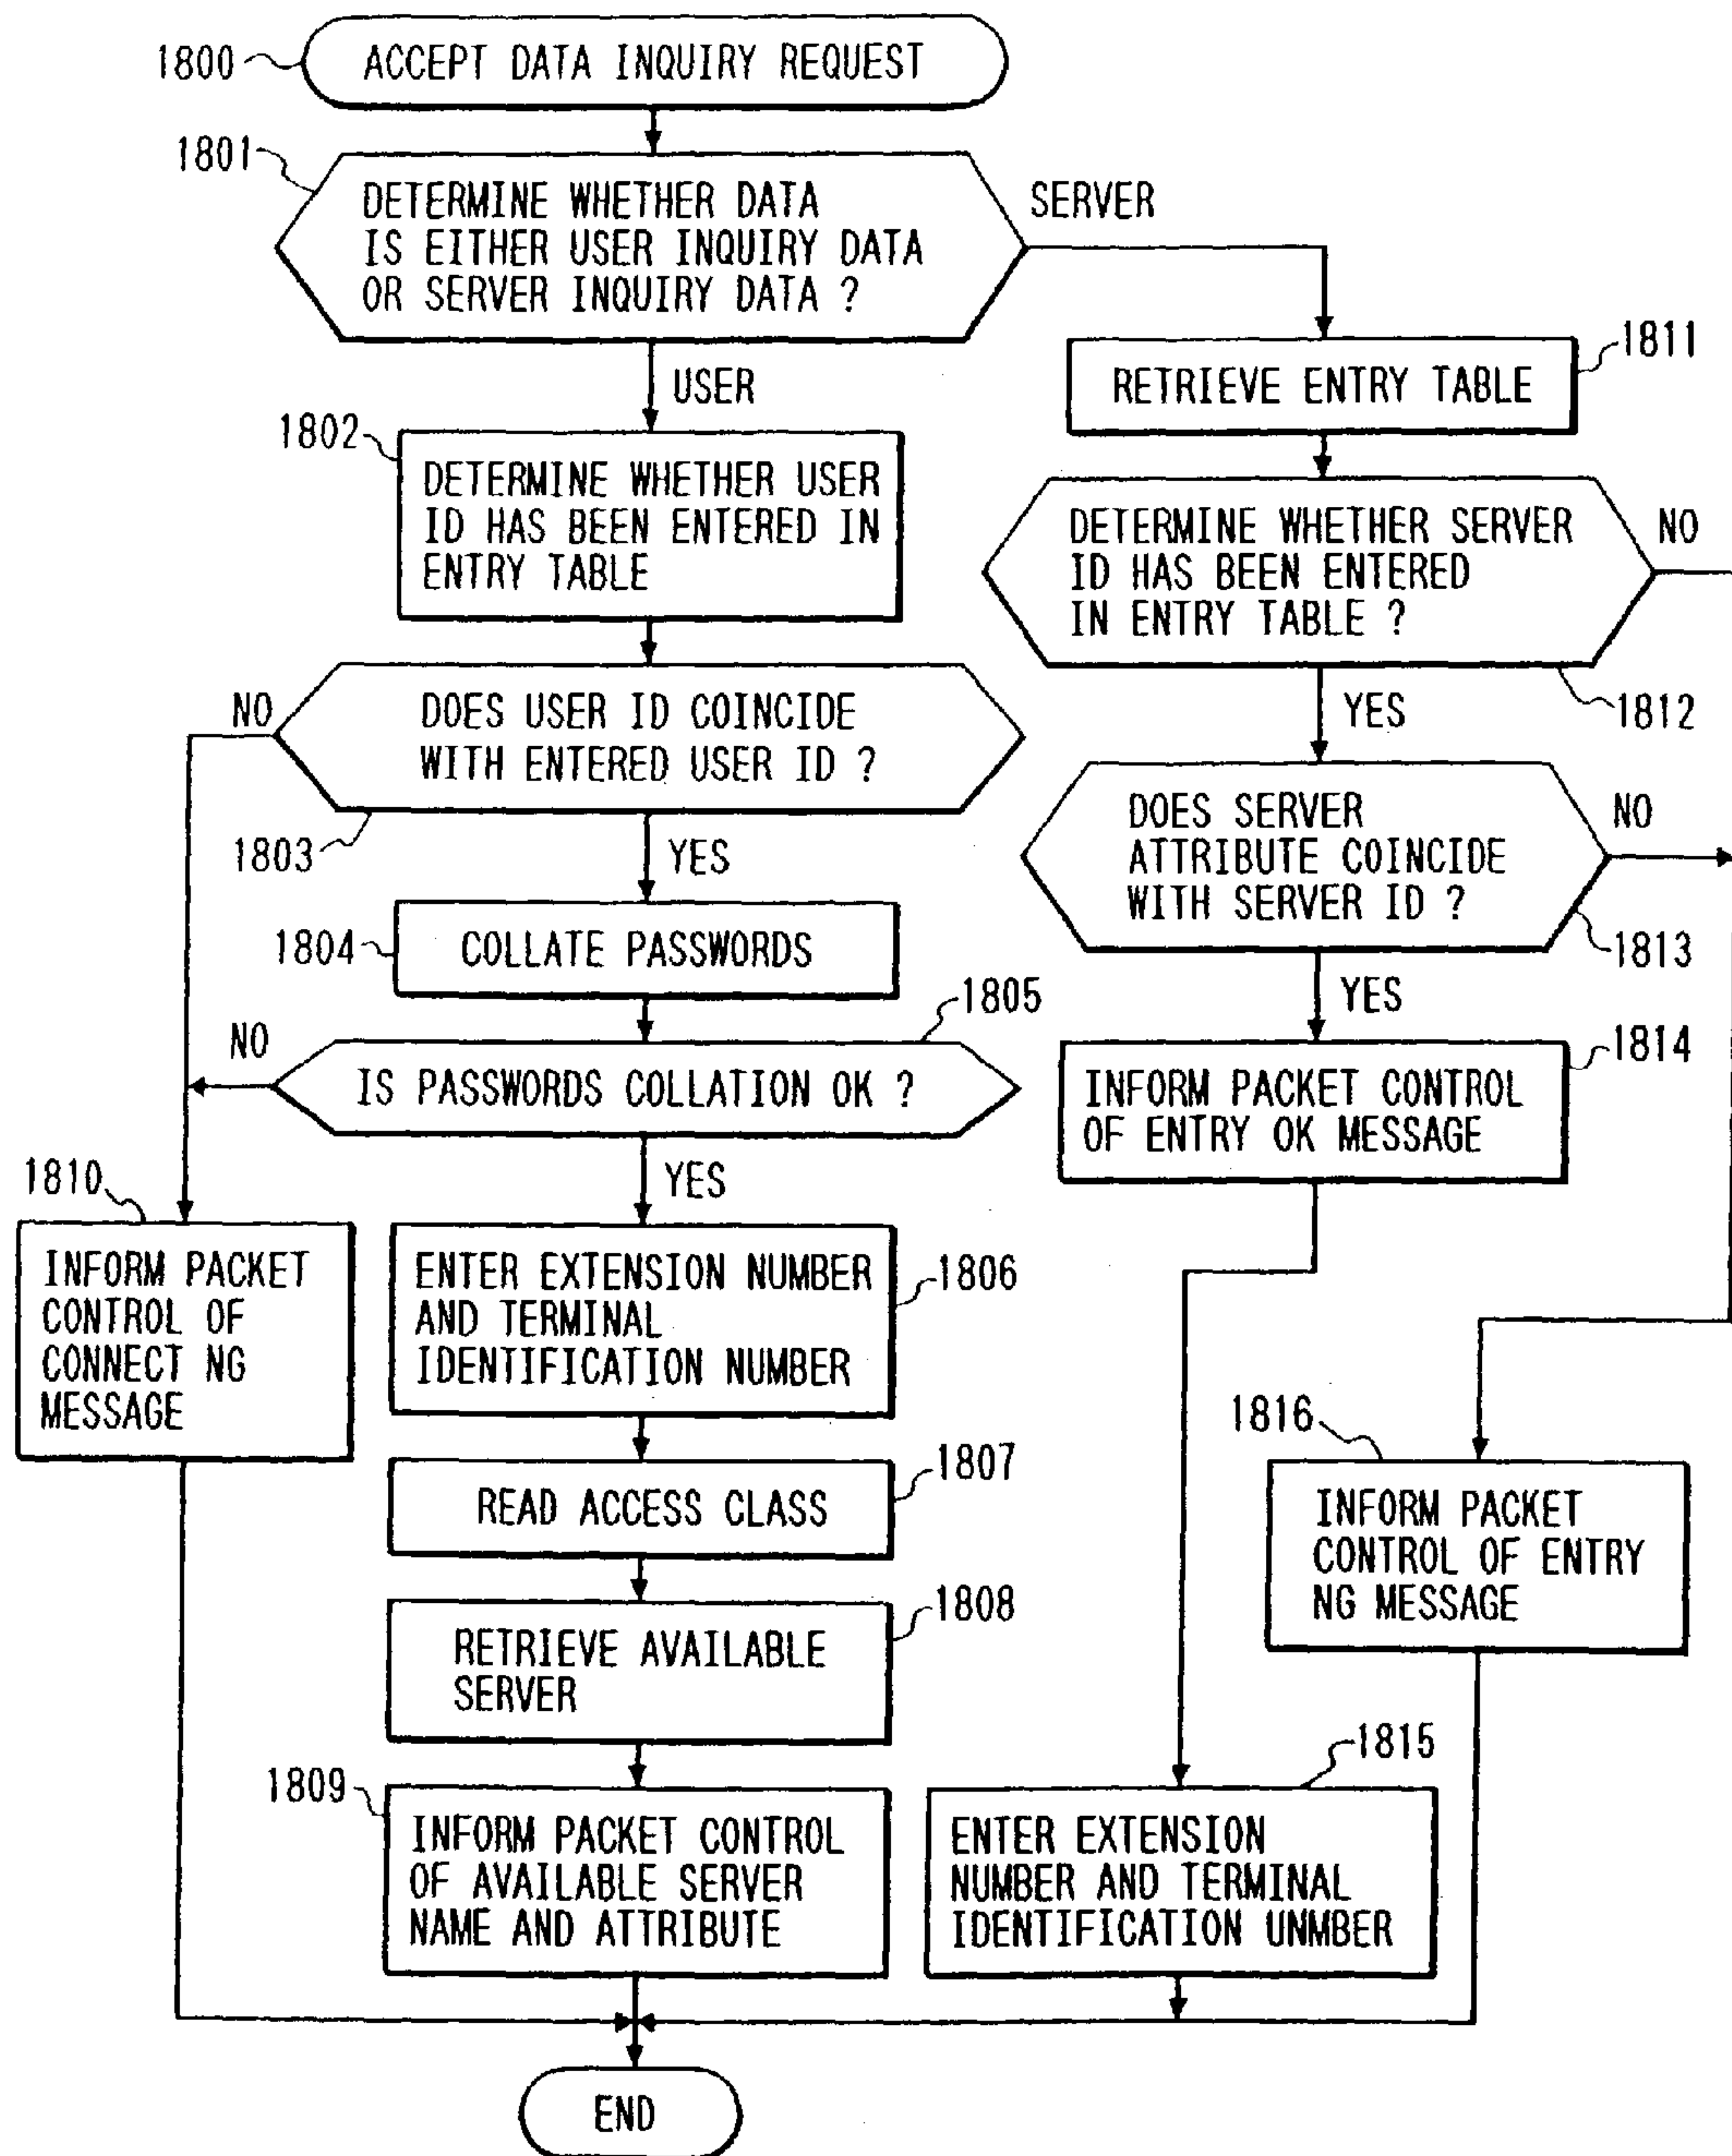 1800
ACCEPT DATA INQUIRY REQUEST
1801
DETERMINE WHETHER DATA
IS EITHER USER INQUIRY DATA
OR SERVER INQUIRY DATA ?
SERVER
USER
1802
DETERMINE WHETHER USER
ID HAS BEEN ENTERED IN
ENTRY TABLE
1803
NO
DOES USER ID COINCIDE
WITH ENTERED USER ID ?
YES
1804
COLLATE PASSWORDS
1805
NO
IS PASSWORDS COLLATION OK ?
YES
1810
INFORM PACKET
CONTROL OF
CONNECT NG
MESSAGE
1806
ENTER EXTENSION NUMBER
AND TERMINAL
IDENTIFICATION NUMBER
1807
READ ACCESS CLASS
1808
RETRIEVE AVAILABLE
SERVER
1809
INFORM PACKET CONTROL
OF AVAILABLE SERVER
NAME AND ATTRIBUTE
1811
RETRIEVE ENTRY TABLE
DETERMINE WHETHER SERVER
ID HAS BEEN ENTERED
IN ENTRY TABLE ?
NO
1812
YES
DOES SERVER
ATTRIBUTE COINCIDE
WITH SERVER ID ?
NO
1813
YES
1814
INFORM PACKET CONTROL
OF ENTRY OK MESSAGE
1816
INFORM PACKET
CONTROL OF ENTRY
NG MESSAGE
1815
ENTER EXTENSION
NUMBER AND TERMINAL
IDENTIFICATION UNMBER
END